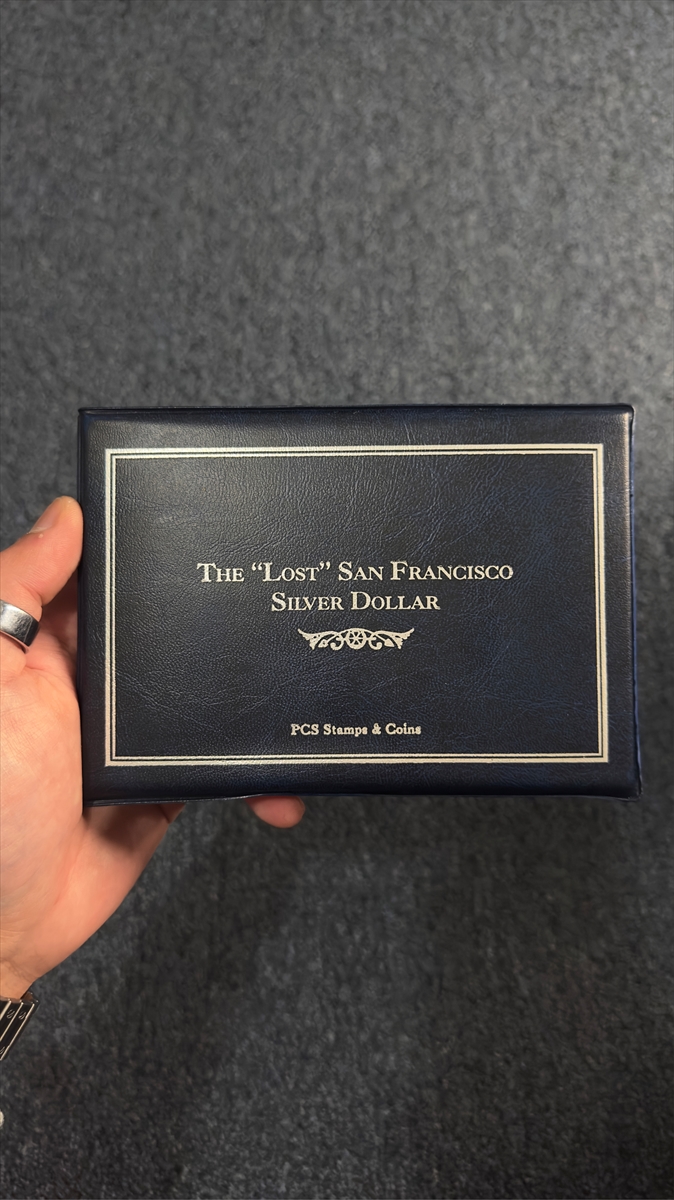 THE “LOST” SAN FRANCISCO
SILVER DOLLAR
PCS Stamps & Coins